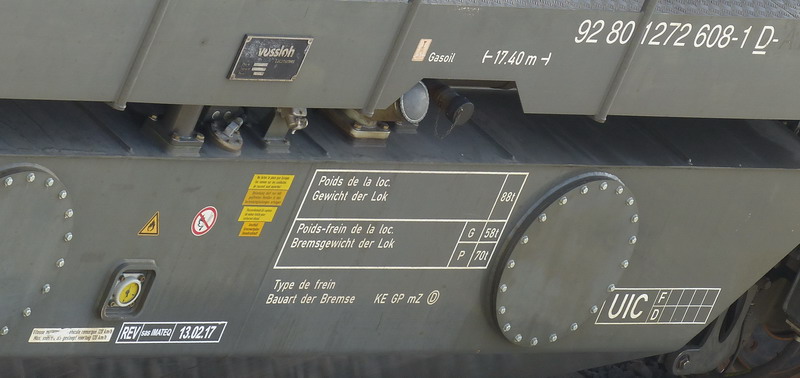 92 80 1272 608-1 D-
vossloh
Gasoil
17.40 m
Poids de la loc.
Gewicht der Lok
88t
Poids-frein de la loc.
Bremsgewicht der Lok
G 58t
P 70t
Type de frein
Bauart der Bremse KE GP mZ D
UIC F
D
REV sas IMATEQ 13.02.17